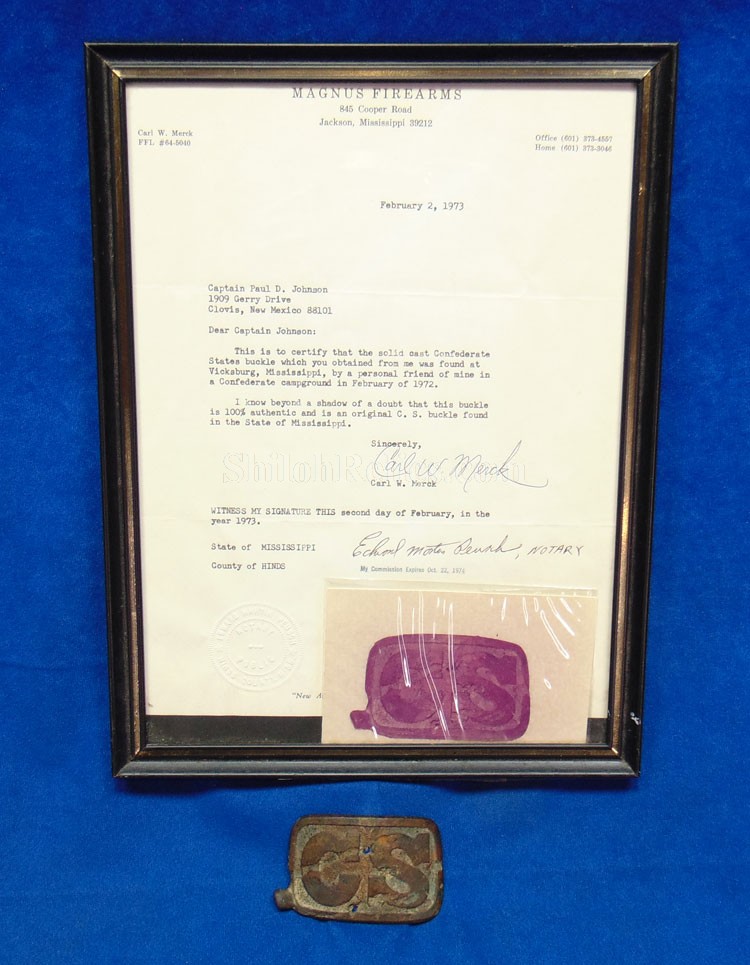 MAGNUS FIREARMS
845 Cooper Road
Jackson, Mississippi 39212
Carl W. Merck
FFL #64-5040
Office (601) 373-4557
Home (601) 373-3046
February 2, 1973
Captain Paul D. Johnson
1909 Gerry Drive
Clovis, New Mexico 88101
Dear Captain Johnson:
This is to certify that the solid cast Confederate
States buckle which you obtained from me was found at
Vicksburg, Mississippi, by a personal friend of mine in
a Confederate campground in February of 1972.
I know beyond a shadow of a doubt that this buckle
is 100% authentic and is an original C. S. buckle found
in the State of Mississippi.
Sincerely,
Carl W. Merck
Carl W. Merck
WITNESS MY SIGNATURE THIS second day of February, in the
year 1973.
State of MISSISSIPPI
NOTARY
County of HINDS
My Commission Expires Oct. 22, 1974
NOTARY
PUBLIC
"New A
CS
CS